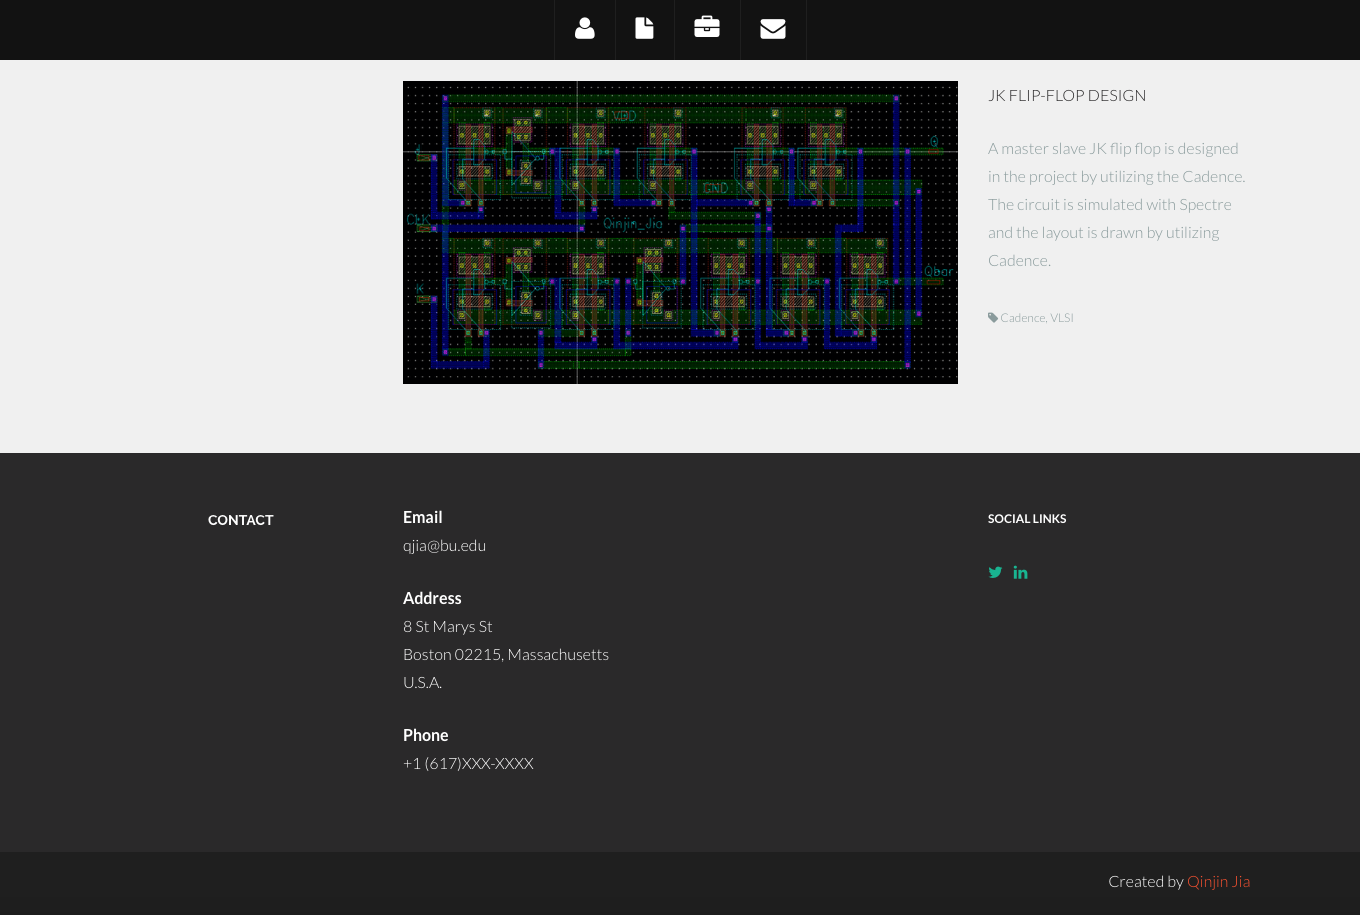 VDD
J
Q
GND
CLK
Qinjin_Jia
Qbar
K
JK FLIP-FLOP DESIGN
A master slave JK flip flop is designed
in the project by utilizing the Cadence.
The circuit is simulated with Spectre
and the layout is drawn by utilizing
Cadence.
Cadence, VLSI
CONTACT
Email
qjia@bu.edu
Address
8 St Marys St
Boston 02215, Massachusetts
U.S.A.
Phone
+1 (617)XXX-XXXX
SOCIAL LINKS
Created by Qinjin Jia